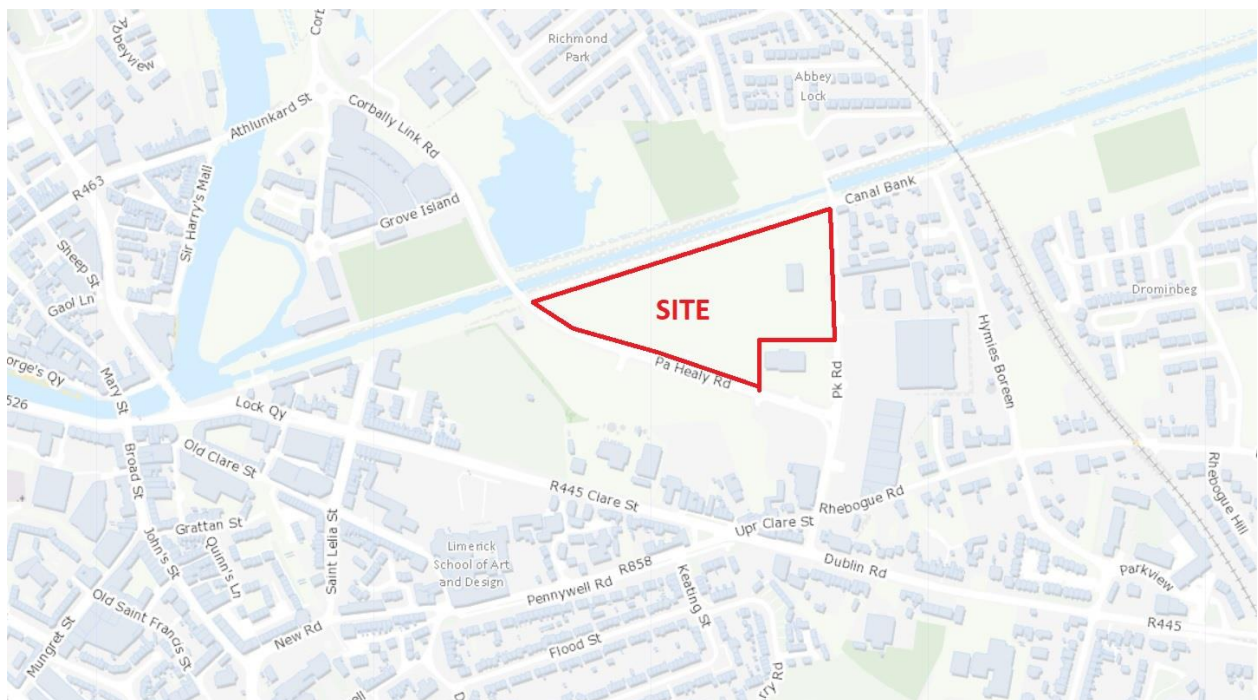 Abbeyview
Corb
Richmond
Park
Abbey
Lock
Athlunkard St
Corbally Link Rd
R463
Sir Harry's Mall
Grove Island
Canal Bank
Sheep St
Gaol Ln
SITE
Drominbeg
Hymies Boreen
Pa Healy Rd
Pk Rd
orge's Qy
526
Mary St
Lock Qy
Broad St
Old Clare St
R445 Clare St
Rhebogue Rd
Rhebogue Hill
Grattan St
Upr Clare St
John's St
Quinn's Ln
Saint Lelia St
Limerick
School of Art
and Design
Pennywell Rd
R858
Keating St
Dublin Rd
Parkview
R445
Old Saint Francis St
Mungret St
New Rd
Flood St
ell
D
rry Rd